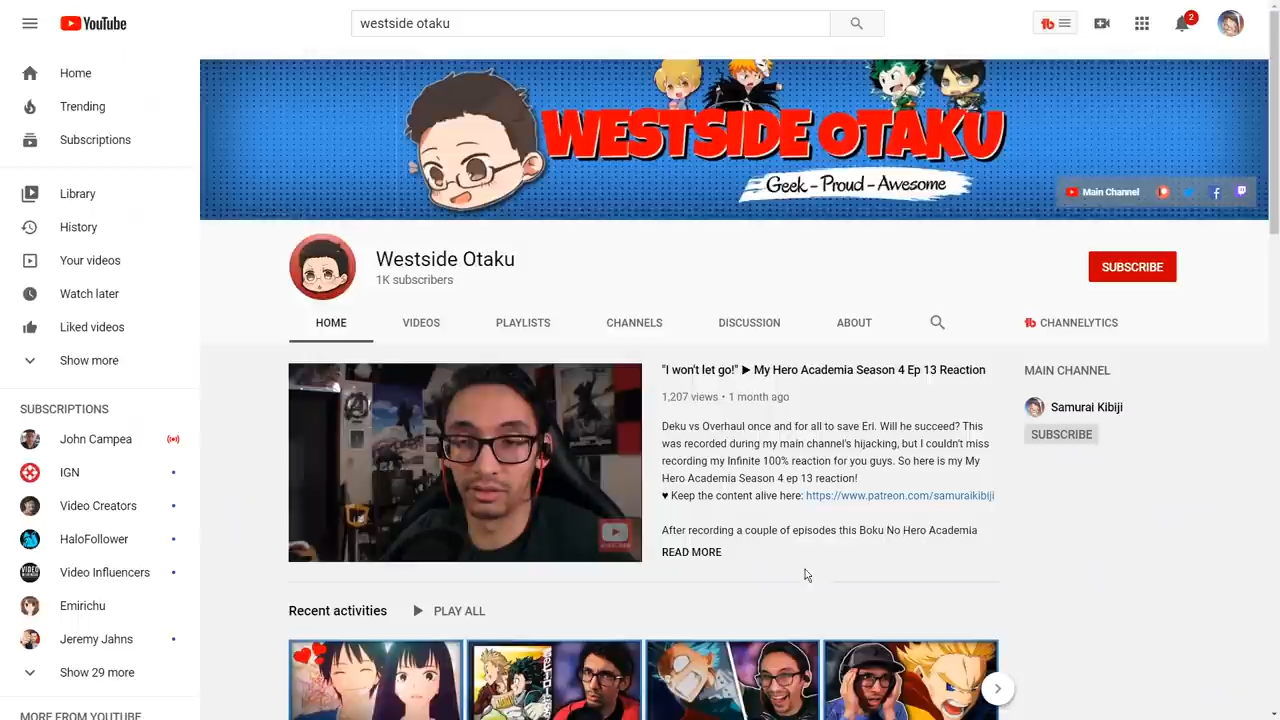 YouTube
westside otaku
2
Home
Trending
Subscriptions
Library
History
Your videos
Watch later
Liked videos
Show more
SUBSCRIPTIONS
John Campea
IGN
Video Creators
HaloFollower
Video Influencers
Emirichu
Jeremy Jahns
Show 29 more
MORE FROM YOUTUBE
WESTSIDE OTAKU
Geek - Proud - Awesome
Main Channel
Westside Otaku
1K subscribers
SUBSCRIBE
HOME
VIDEOS
PLAYLISTS
CHANNELS
DISCUSSION
ABOUT
CHANNELYTICS
"I won't let go!" ▶ My Hero Academia Season 4 Ep 13 Reaction
1,207 views • 1 month ago
Deku vs Overhaul once and for all to save Eri. Will he succeed? This
was recorded during my main channel's hijacking, but I couldn't miss
recording my Infinite 100% reaction for you guys. So here is my My
Hero Academia Season 4 ep 13 reaction!
♥ Keep the content alive here: https://www.patreon.com/samuraikibiji
After recording a couple of episodes this Boku No Hero Academia
READ MORE
MAIN CHANNEL
Samurai Kibiji
SUBSCRIBE
Recent activities
PLAY ALL